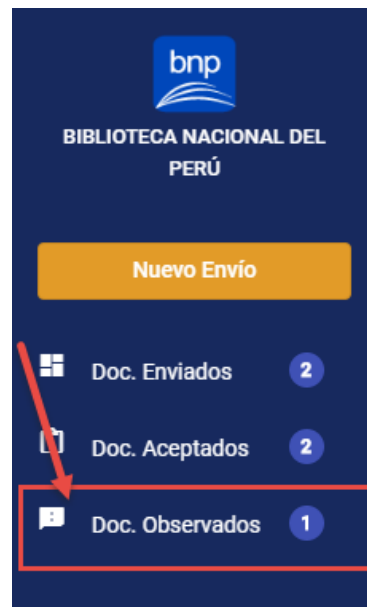 bnp
BIBLIOTECA NACIONAL DEL
PERÚ
Nuevo Envío
Doc. Enviados 2
Doc. Aceptados 2
Doc. Observados 1